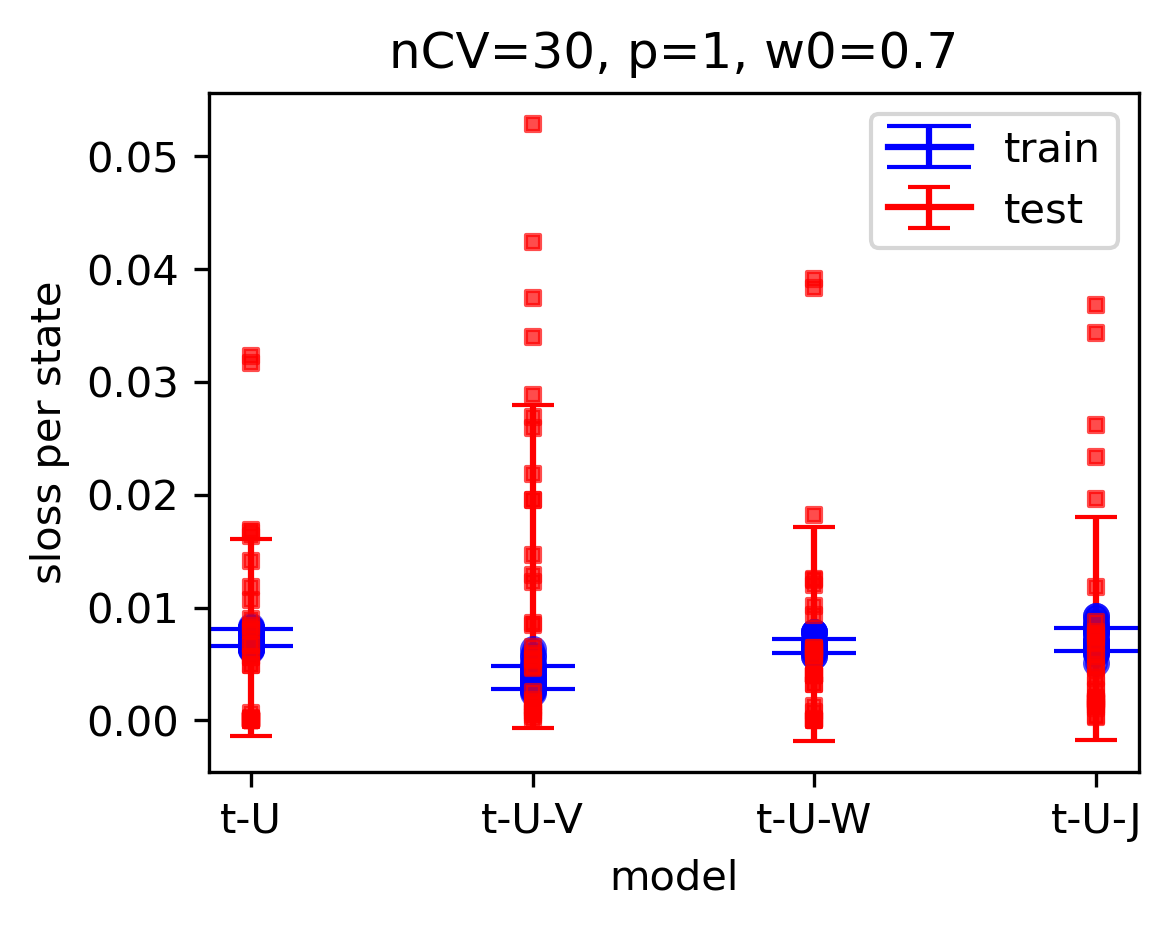 nCV=30, p=1, w0=0.7
train
test
sloss per state
0.05
0.04
0.03
0.02
0.01
0.00
t-U
t-U-V
t-U-W
t-U-J
model